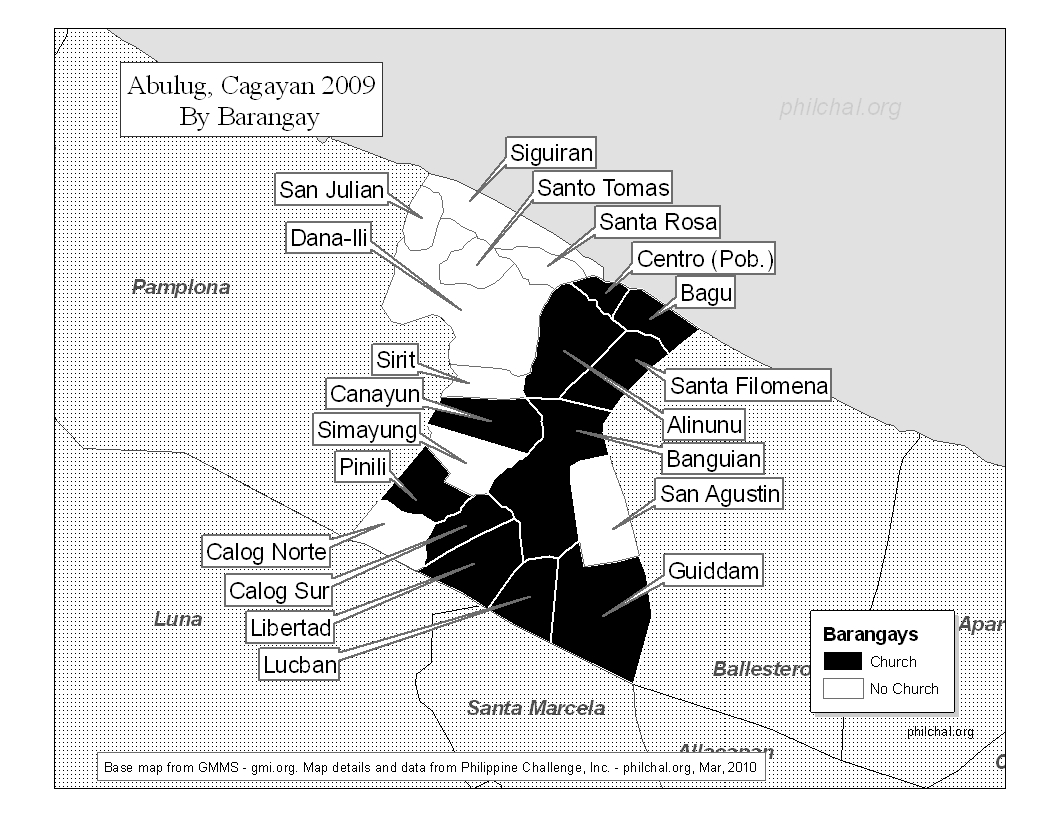 Abulug, Cagayan 2009
By Barangay
philchal.org
Siguiran
San Julian
Santo Tomas
Santa Rosa
Dana-Ili
Centro (Pob.)
Pamplona
Bagu
Sirit
Santa Filomena
Canayun
Alinunu
Simayung
Banguian
Pinili
San Agustin
Calog Norte
Guiddam
Calog Sur
Luna
Libertad
Apar
Barangays
Church
No Church
Lucban
Ballestero
Santa Marcela
philchal.org
Allacapan
Base map from GMMS - gmi.org. Map details and data from Philippine Challenge, Inc. - philchal.org, Mar, 2010